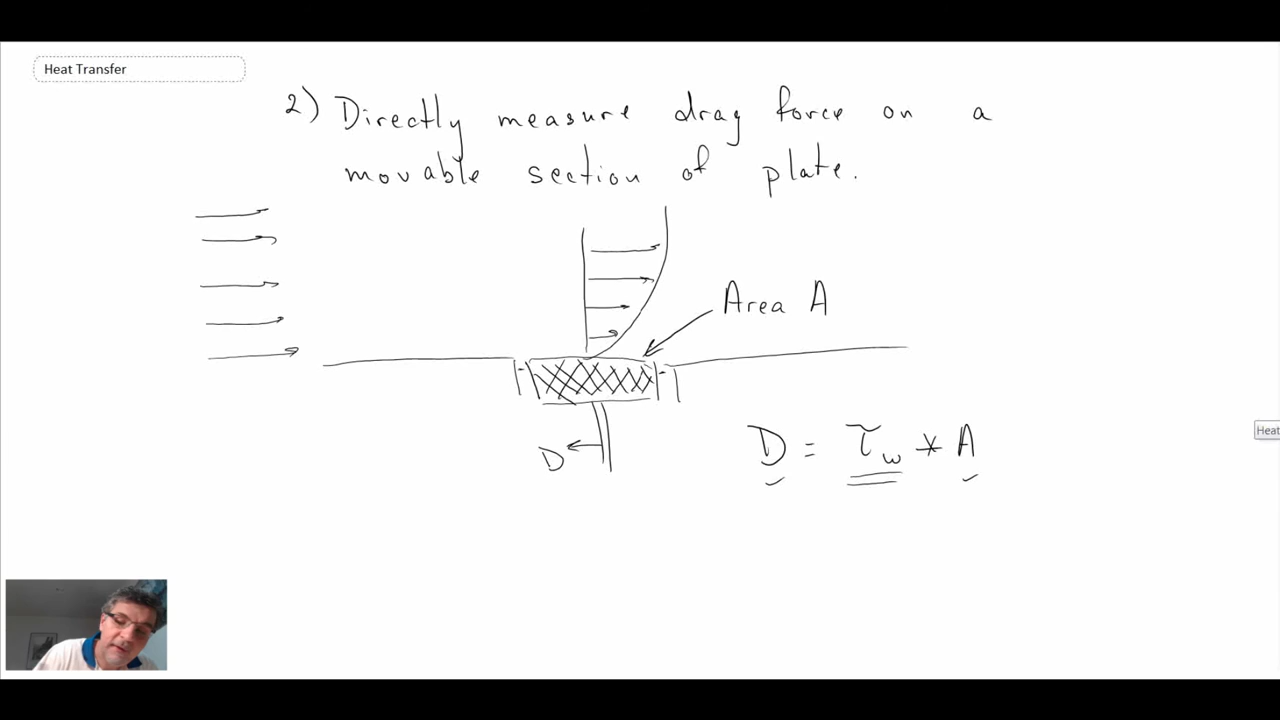 Heat Transfer
2) Directly measure drag force on a
movable section of plate.
Area A
D = τw * A
D
Heat